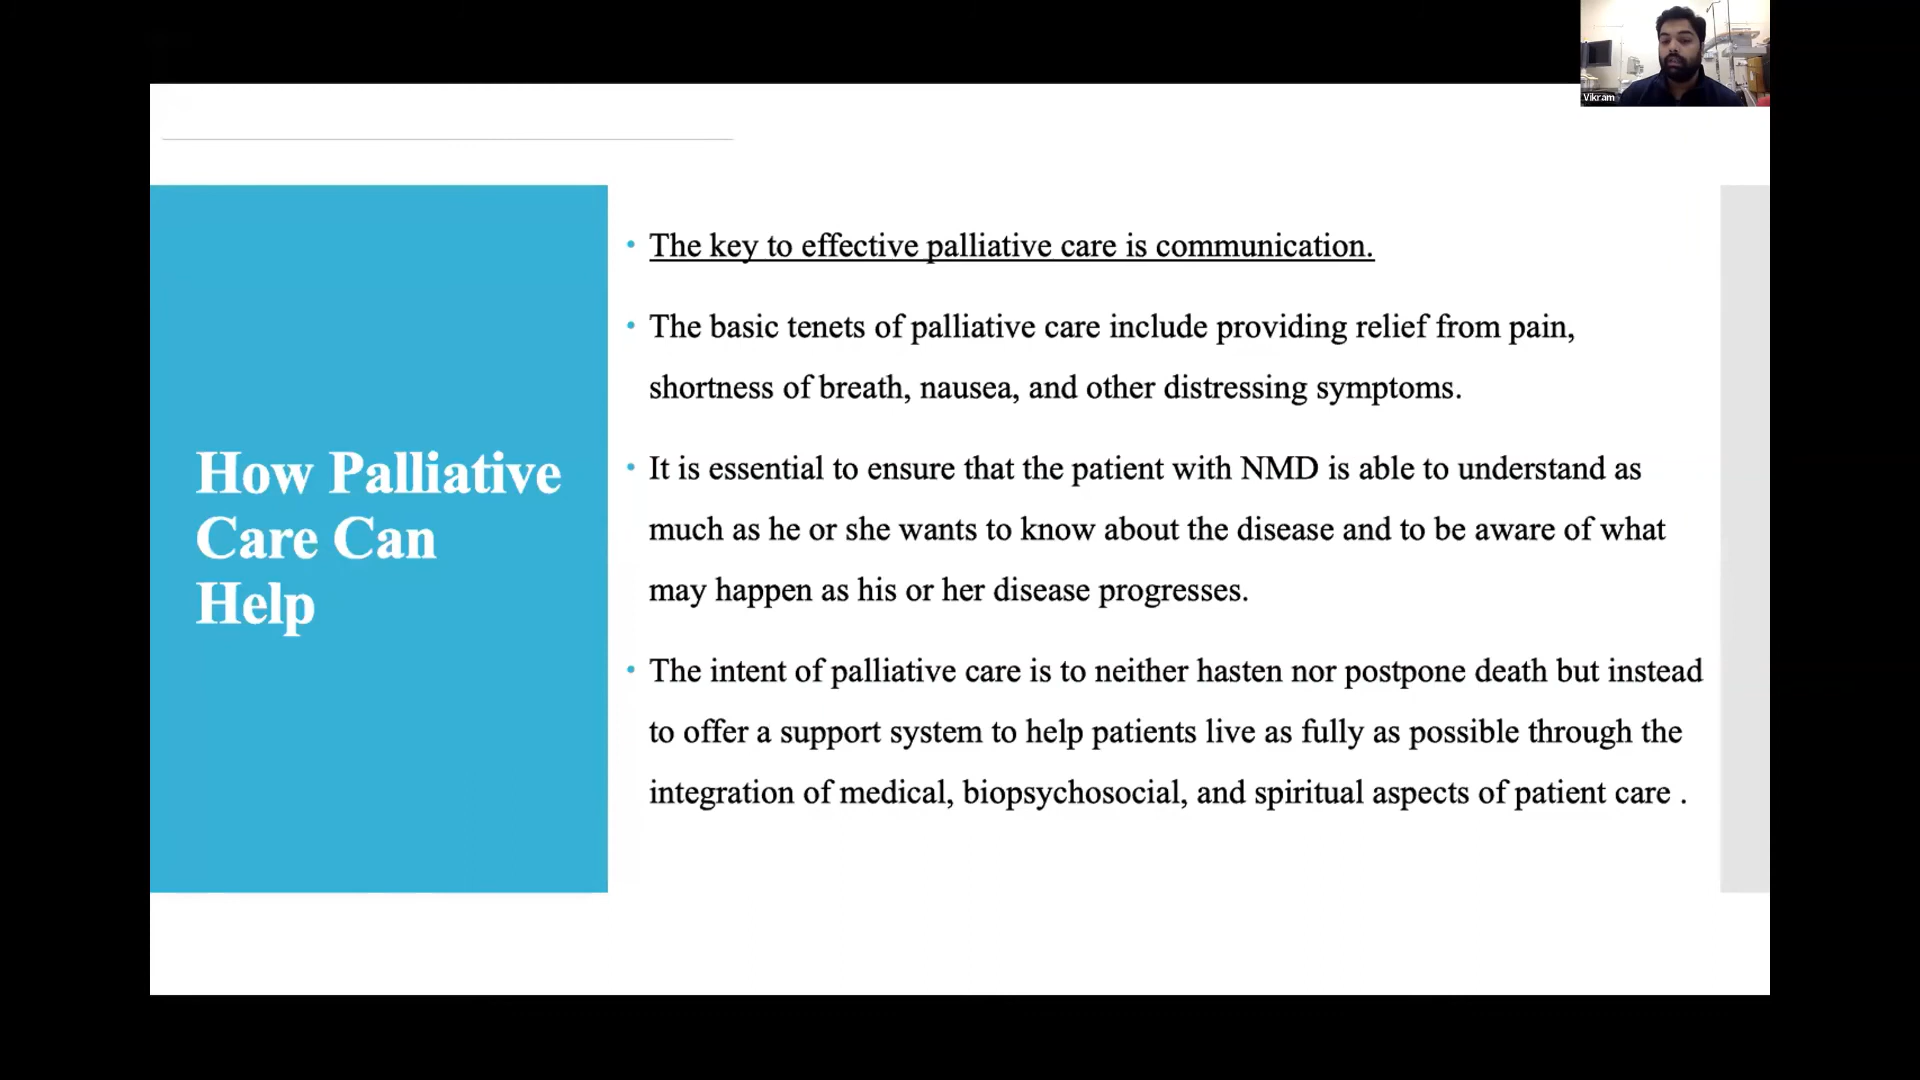 Vikram
How Palliative
Care Can
Help
• The key to effective palliative care is communication.
• The basic tenets of palliative care include providing relief from pain,
shortness of breath, nausea, and other distressing symptoms.
• It is essential to ensure that the patient with NMD is able to understand as
much as he or she wants to know about the disease and to be aware of what
may happen as his or her disease progresses.
• The intent of palliative care is to neither hasten nor postpone death but instead
to offer a support system to help patients live as fully as possible through the
integration of medical, biopsychosocial, and spiritual aspects of patient care .